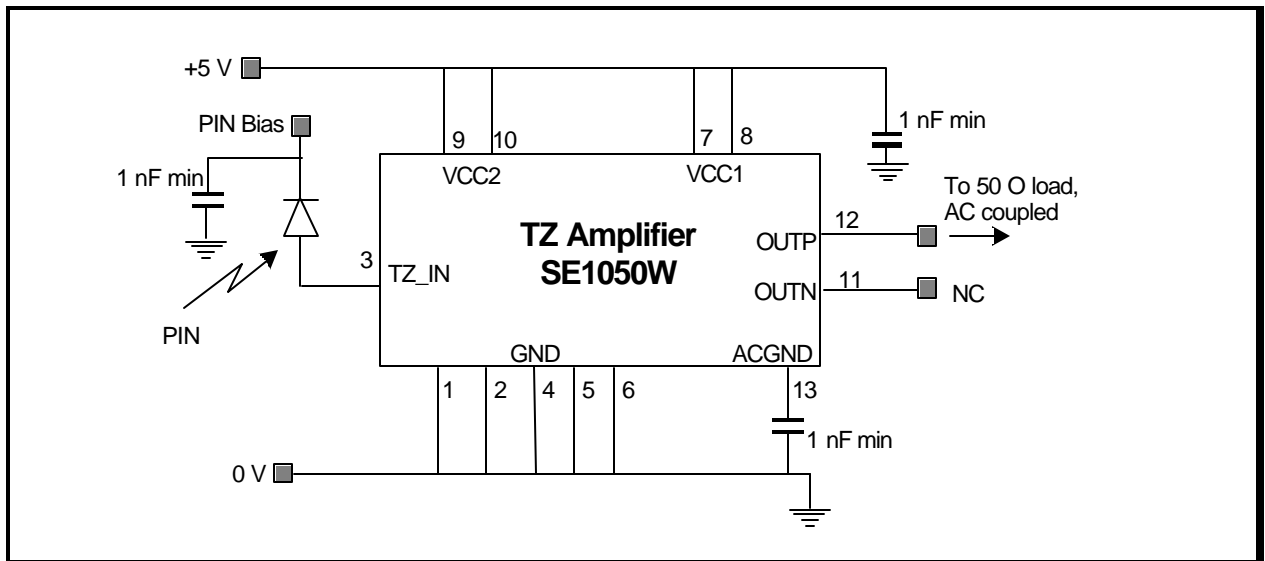 +5 V
PIN Bias
1 nF min
9
10
7
8
1 nF min
VCC2
VCC1
To 50 O load,
AC coupled
TZ Amplifier
SE1050W
12
OUTP
3
TZ_IN
11
OUTN
NC
PIN
GND
ACGND
1
2
4
5
6
13
1 nF min
0 V